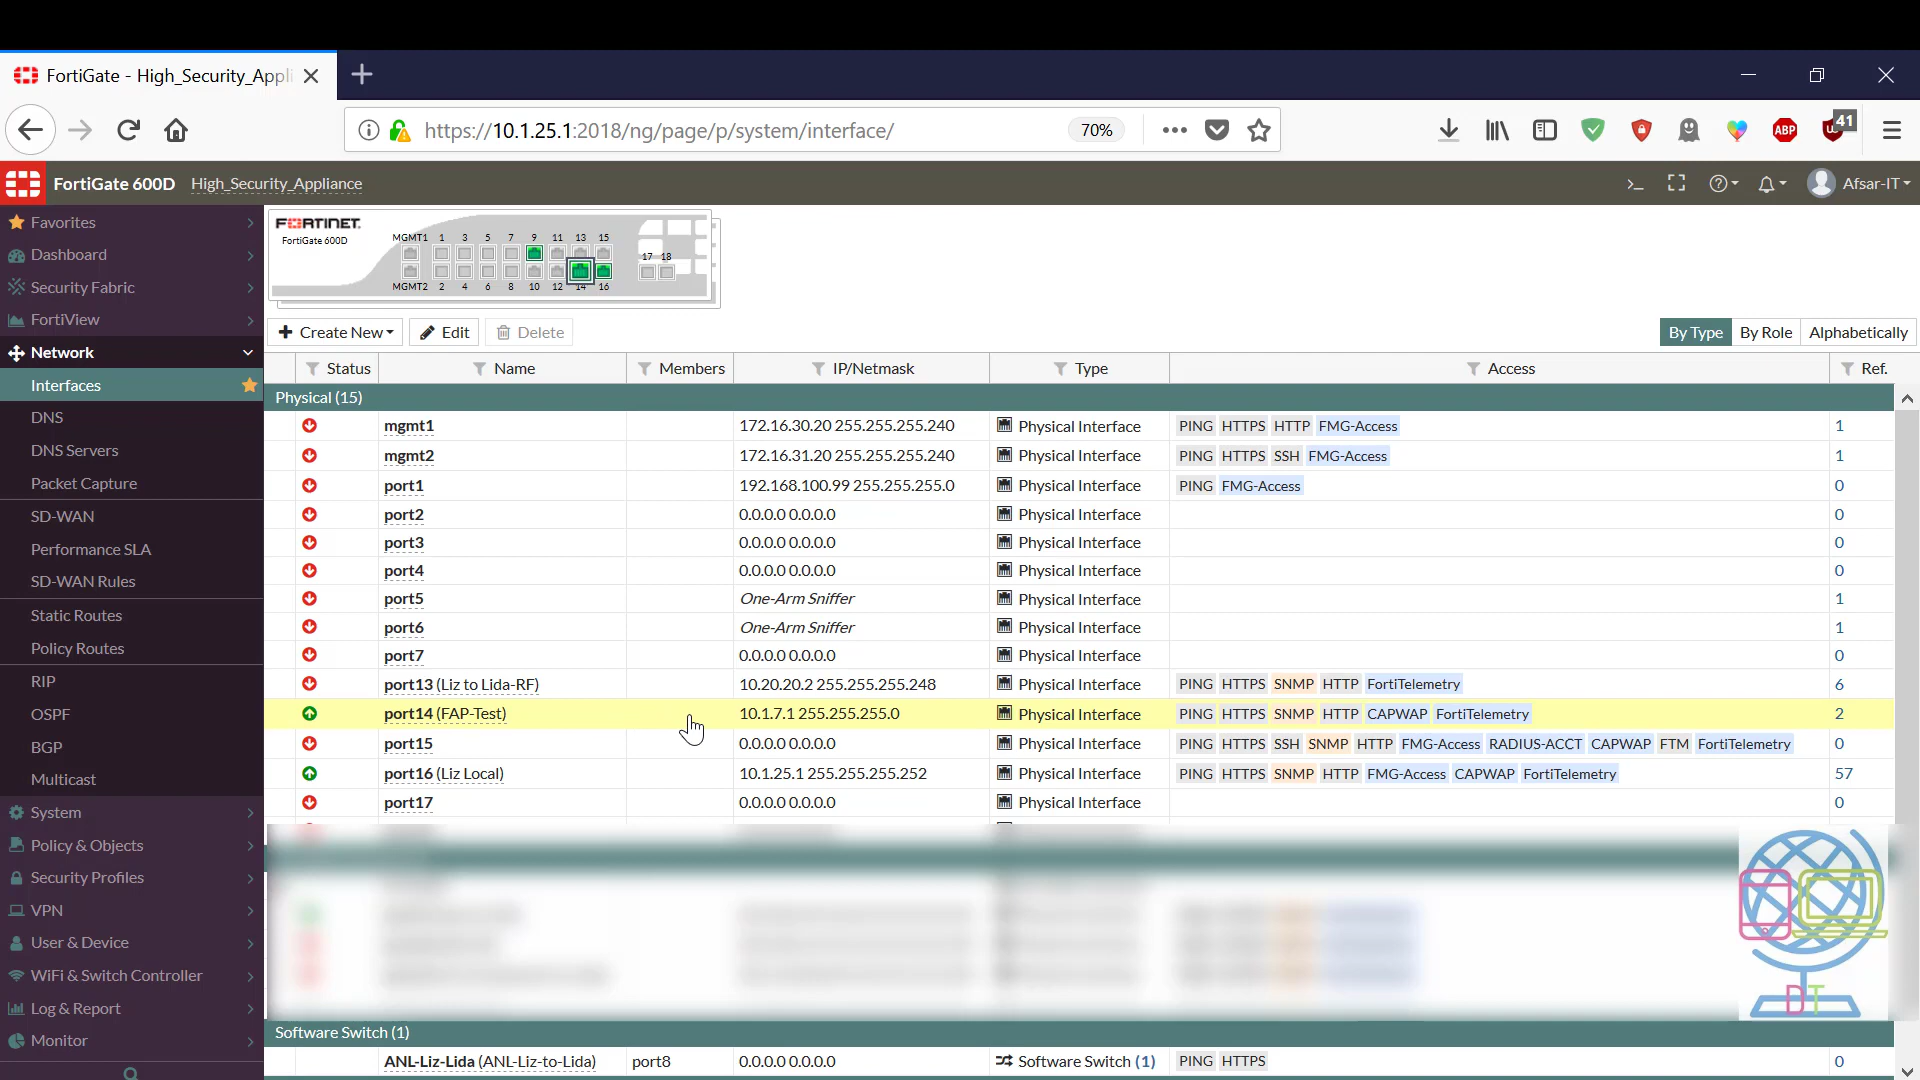 FortiGate - High_Security_Appli
https://10.1.25.1:2018/ng/page/p/system/interface/
70%
ABP
41
FortiGate 600D High_Security_Appliance
Afsar-IT
Favorites
Dashboard
Security Fabric
FortiView
Network
Interfaces
DNS
DNS Servers
Packet Capture
SD-WAN
Performance SLA
SD-WAN Rules
Static Routes
Policy Routes
RIP
OSPF
BGP
Multicast
System
Policy & Objects
Security Profiles
VPN
User & Device
WiFi & Switch Controller
Log & Report
Monitor
FORTINET
FortiGate 600D
MGMT1 1 3 5 7 9 11 13 15
17 18
MGMT2 2 4 6 8 10 12 14 16
Create New Edit Delete
By Type By Role Alphabetically
Status Name Members IP/Netmask Type Access Ref.
Physical (15)
mgmt1 172.16.30.20 255.255.255.240 Physical Interface PING HTTPS HTTP FMG-Access 1
mgmt2 172.16.31.20 255.255.255.240 Physical Interface PING HTTPS SSH FMG-Access 1
port1 192.168.100.99 255.255.255.0 Physical Interface PING FMG-Access 0
port2 0.0.0.0 0.0.0.0 Physical Interface 0
port3 0.0.0.0 0.0.0.0 Physical Interface 0
port4 0.0.0.0 0.0.0.0 Physical Interface 0
port5 One-Arm Sniffer Physical Interface 1
port6 One-Arm Sniffer Physical Interface 1
port7 0.0.0.0 0.0.0.0 Physical Interface 0
port13 (Liz to Lida-RF) 10.20.20.2 255.255.255.248 Physical Interface PING HTTPS SNMP HTTP FortiTelemetry 6
port14 (FAP-Test) 10.1.7.1 255.255.255.0 Physical Interface PING HTTPS SNMP HTTP CAPWAP FortiTelemetry 2
port15 0.0.0.0 0.0.0.0 Physical Interface PING HTTPS SSH SNMP HTTP FMG-Access RADIUS-ACCT CAPWAP FTM FortiTelemetry 0
port16 (Liz Local) 10.1.25.1 255.255.255.252 Physical Interface PING HTTPS SNMP HTTP FMG-Access CAPWAP FortiTelemetry 57
port17 0.0.0.0 0.0.0.0 Physical Interface 0
DT
Software Switch (1)
ANL-Liz-Lida (ANL-Liz-to-Lida) port8 0.0.0.0 0.0.0.0 Software Switch (1) PING HTTPS 0